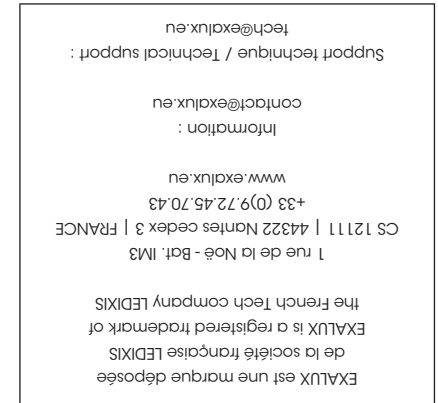 EXALUX est une marque déposée
de la société française LEDIXIS
EXALUX is a registered trademark of
the French Tech company LEDIXIS
1 rue de la Noë - Bat. IM3
CS 12111 | 44322 Nantes cedex 3 | FRANCE
+33 (0)9.72.45.70.43
www.exalux.eu
Information :
contact@exalux.eu
Support technique / Technical support :
tech@exalux.eu